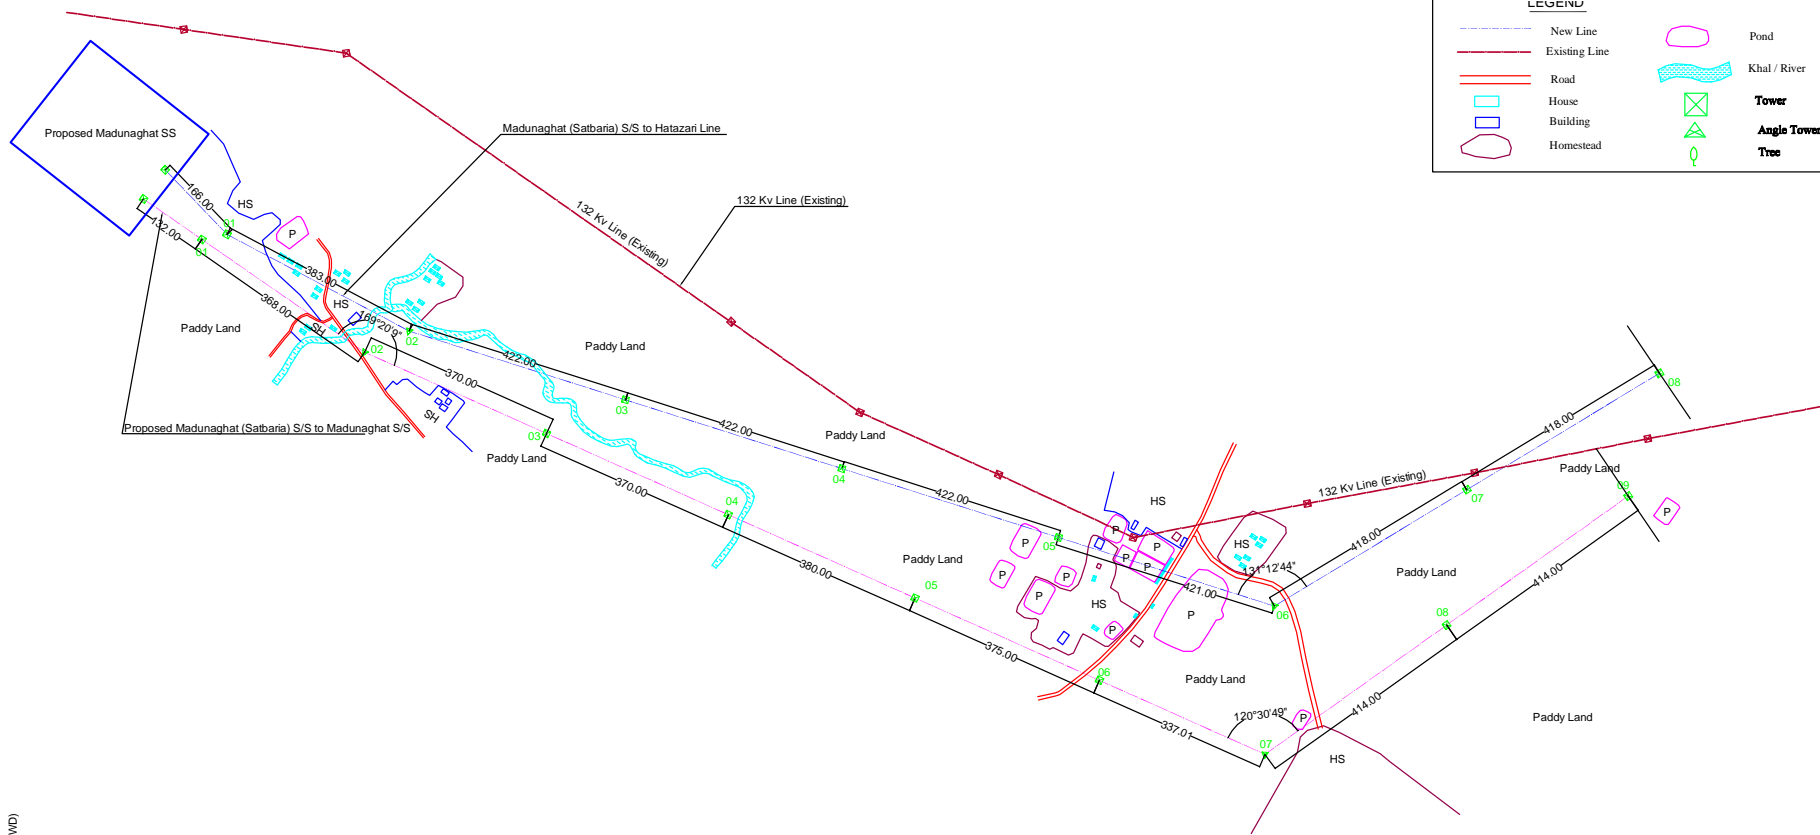 LEGEND
New Line
Existing Line
Road
House
Building
Homestead
Pond
Khal / River
Tower
Angle Tower
Tree
Proposed Madunaghat SS
Madunaghat (Satbaria) S/S to Hatazari Line
132 Kv Line (Existing)
132 Kv Line (Existing)
166.00
132.00
01
01
HS
P
383.00
368.00
HS
SH
169°20'9"
02
02
Paddy Land
Paddy Land
422.00
370.00
SH
03
03
Proposed Madunaghat (Satbaria) S/S to Madunaghat S/S
Paddy Land
Paddy Land
422.00
370.00
04
04
422.00
Paddy Land
380.00
05
05
HS
P
P
P
P
P
P
P
P
P
P
HS
HS
421.00
131°12'44"
06
132 Kv Line (Existing)
418.00
418.00
07
08
Paddy Land
09
P
Paddy Land
414.00
08
375.00
06
Paddy Land
337.01
120°30'49"
P
07
414.00
HS
Paddy Land
WD)